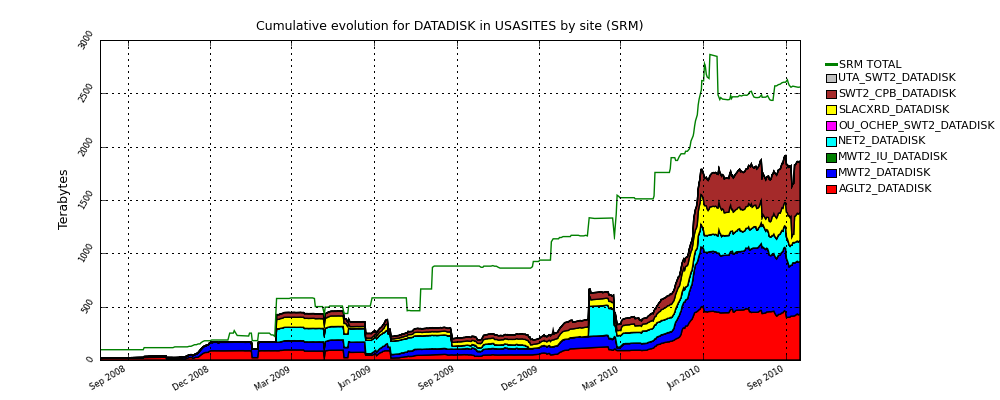 Cumulative evolution for DATADISK in USASITES by site (SRM)
Terabytes
3000
2500
2000
1500
1000
500
0
Sep 2008
Dec 2008
Mar 2009
Jun 2009
Sep 2009
Dec 2009
Mar 2010
Jun 2010
Sep 2010
SRM TOTAL
UTA_SWT2_DATADISK
SWT2_CPB_DATADISK
SLACXRD_DATADISK
OU_OCHEP_SWT2_DATADISK
NET2_DATADISK
MWT2_IU_DATADISK
MWT2_DATADISK
AGLT2_DATADISK